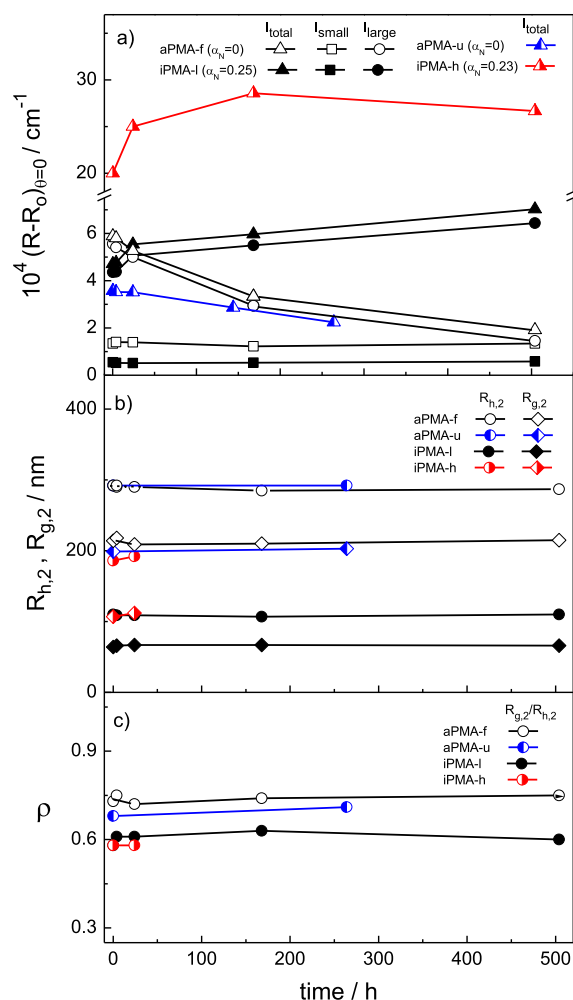 a)
I_total I_small I_large I_total
aPMA-f (α_N=0) aPMA-u (α_N=0)
iPMA-l (α_N=0.25) iPMA-h (α_N=0.23)
30
20
6
4
2
0
10^4 (R-R_o)_θ=0 / cm^-1
b)
R_h,2 R_g,2
aPMA-f
aPMA-u
iPMA-l
iPMA-h
400
200
0
R_h,2 , R_g,2 / nm
c)
R_g,2/R_h,2
aPMA-f
aPMA-u
iPMA-l
iPMA-h
0.9
0.6
0.3
ρ
0 100 200 300 400 500
time / h